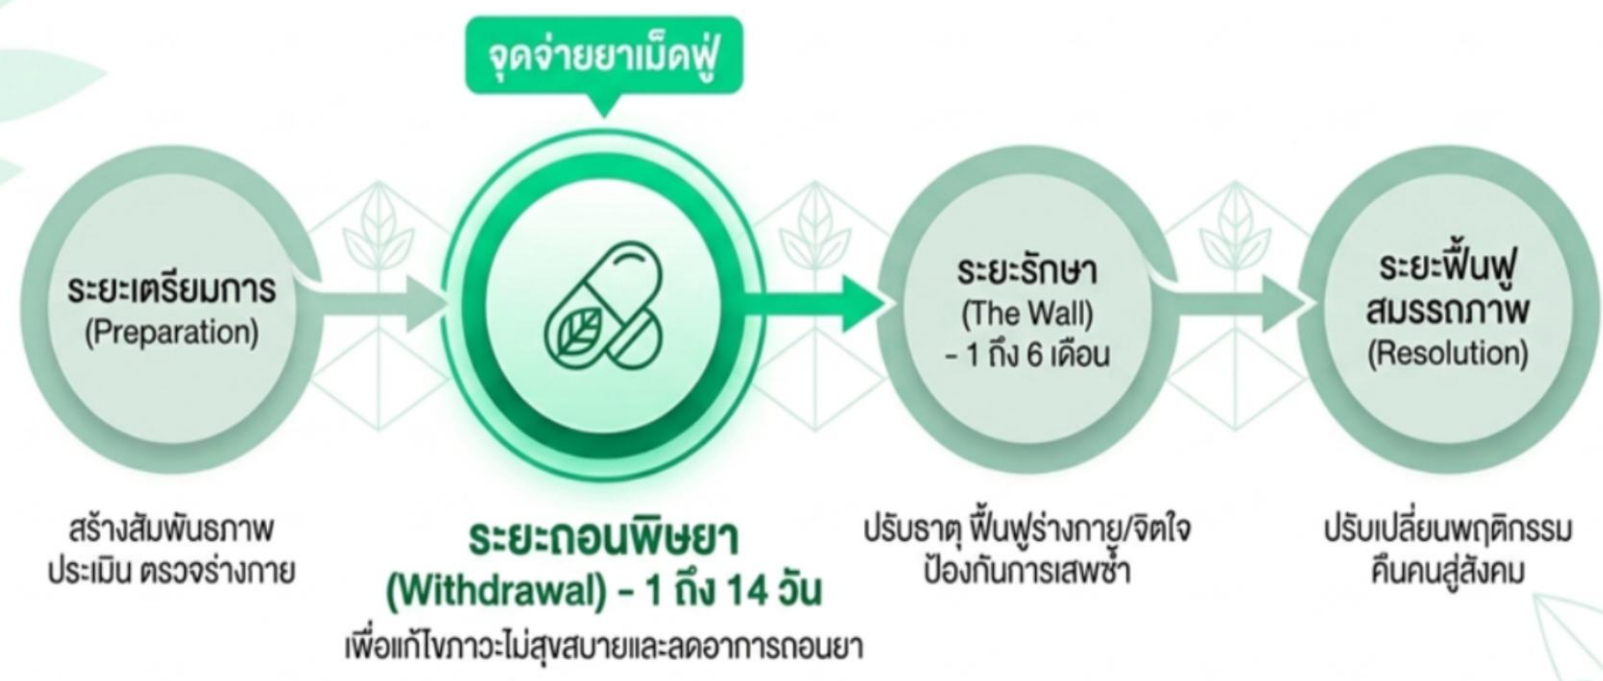 จุดจ่ายยาเม็ดฟู่
ระยะเตรียมการ
(Preparation)
สร้างสัมพันธภาพ
ประเมิน ตรวจร่างกาย
ระยะถอนพิษยา
(Withdrawal) - 1 ถึง 14 วัน
เพื่อแก้ไขภาวะไม่สุขสบายและลดอาการถอนยา
ระยะรักษา
(The Wall)
- 1 ถึง 6 เดือน
ปรับธาตุ ฟื้นฟูร่างกาย/จิตใจ
ป้องกันการเสพซ้ำ
ระยะฟื้นฟู
สมรรถภาพ
(Resolution)
ปรับเปลี่ยนพฤติกรรม
คืนคนสู่สังคม